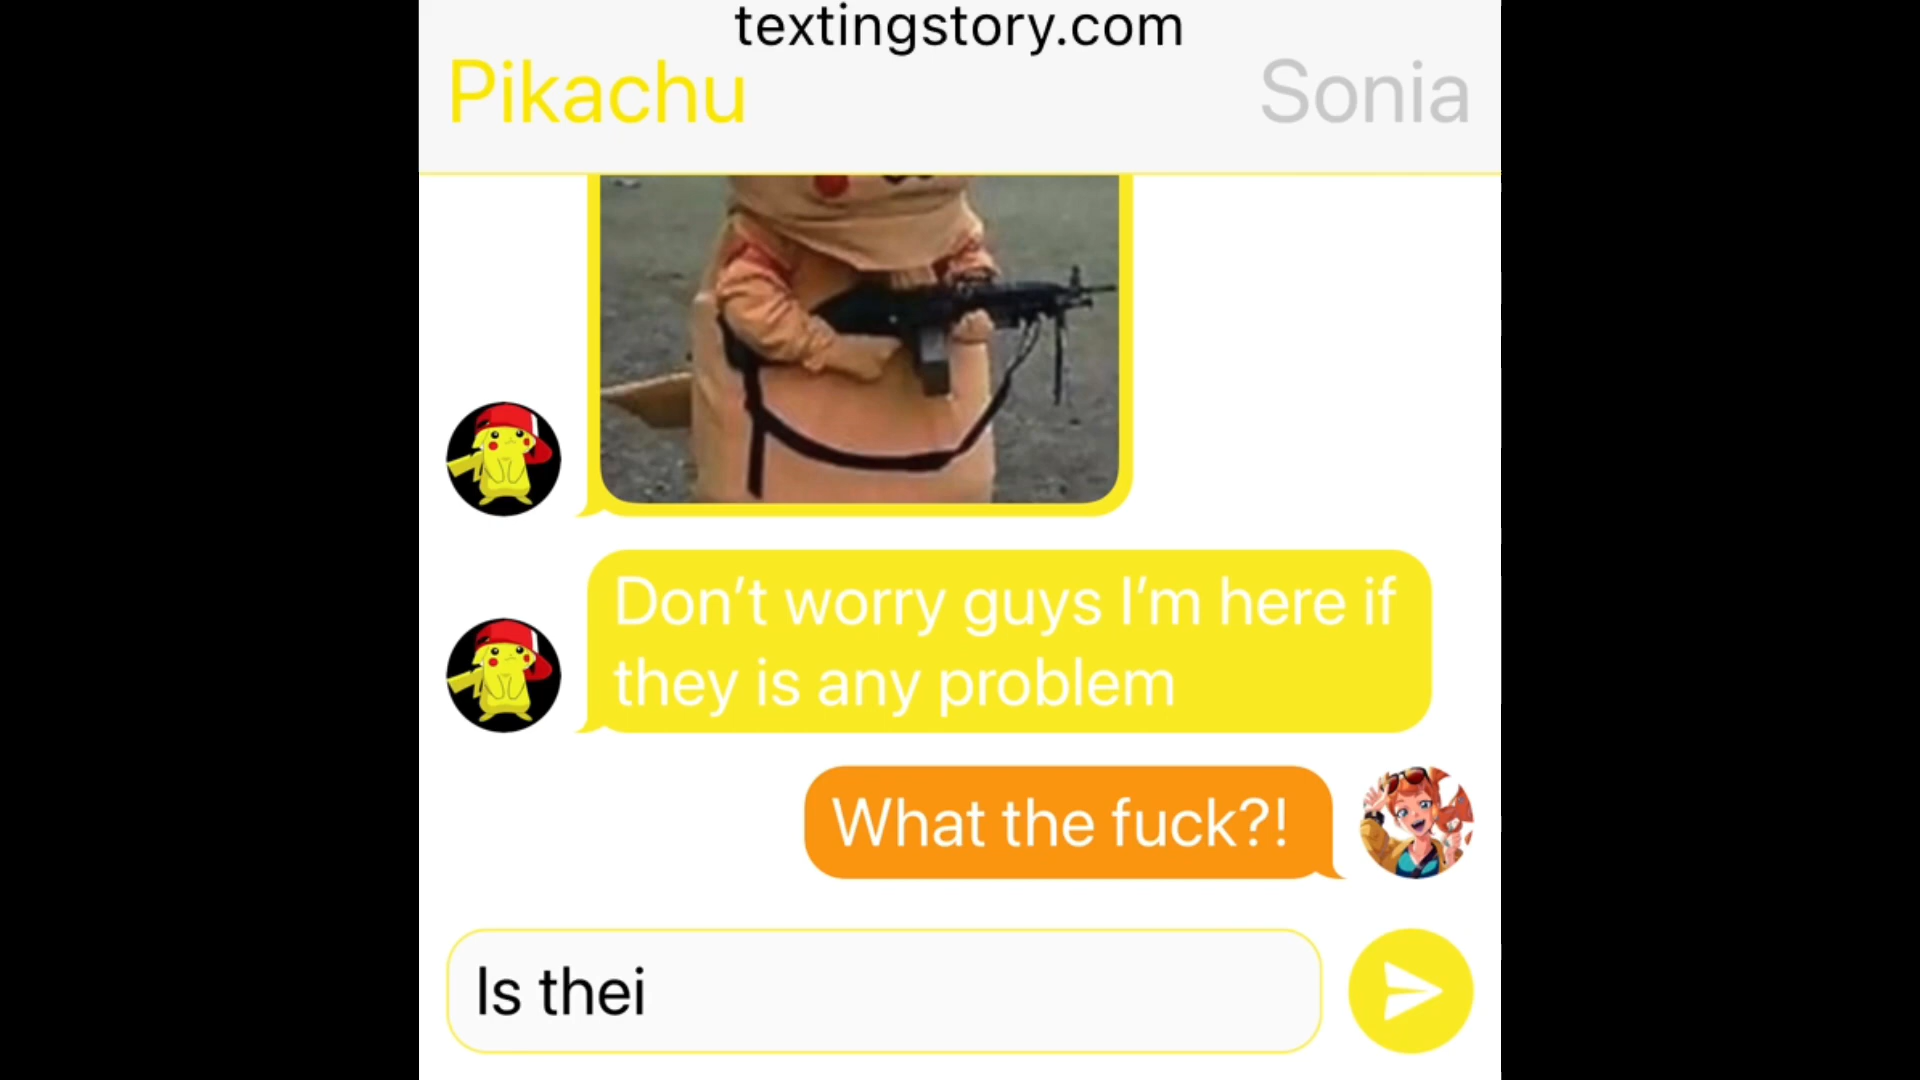 textingstory.com
Pikachu
Sonia
Don't worry guys I'm here if
they is any problem
What the fuck?!
Is thei